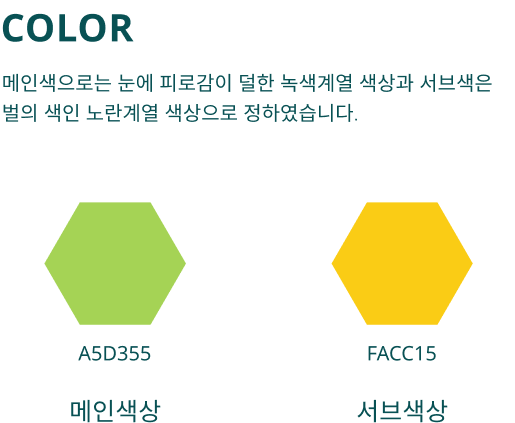 COLOR
메인색으로는 눈에 피로감이 덜한 녹색계열 색상과 서브색은
벌의 색인 노란계열 색상으로 정하였습니다.
A5D355
FACC15
메인색상
서브색상